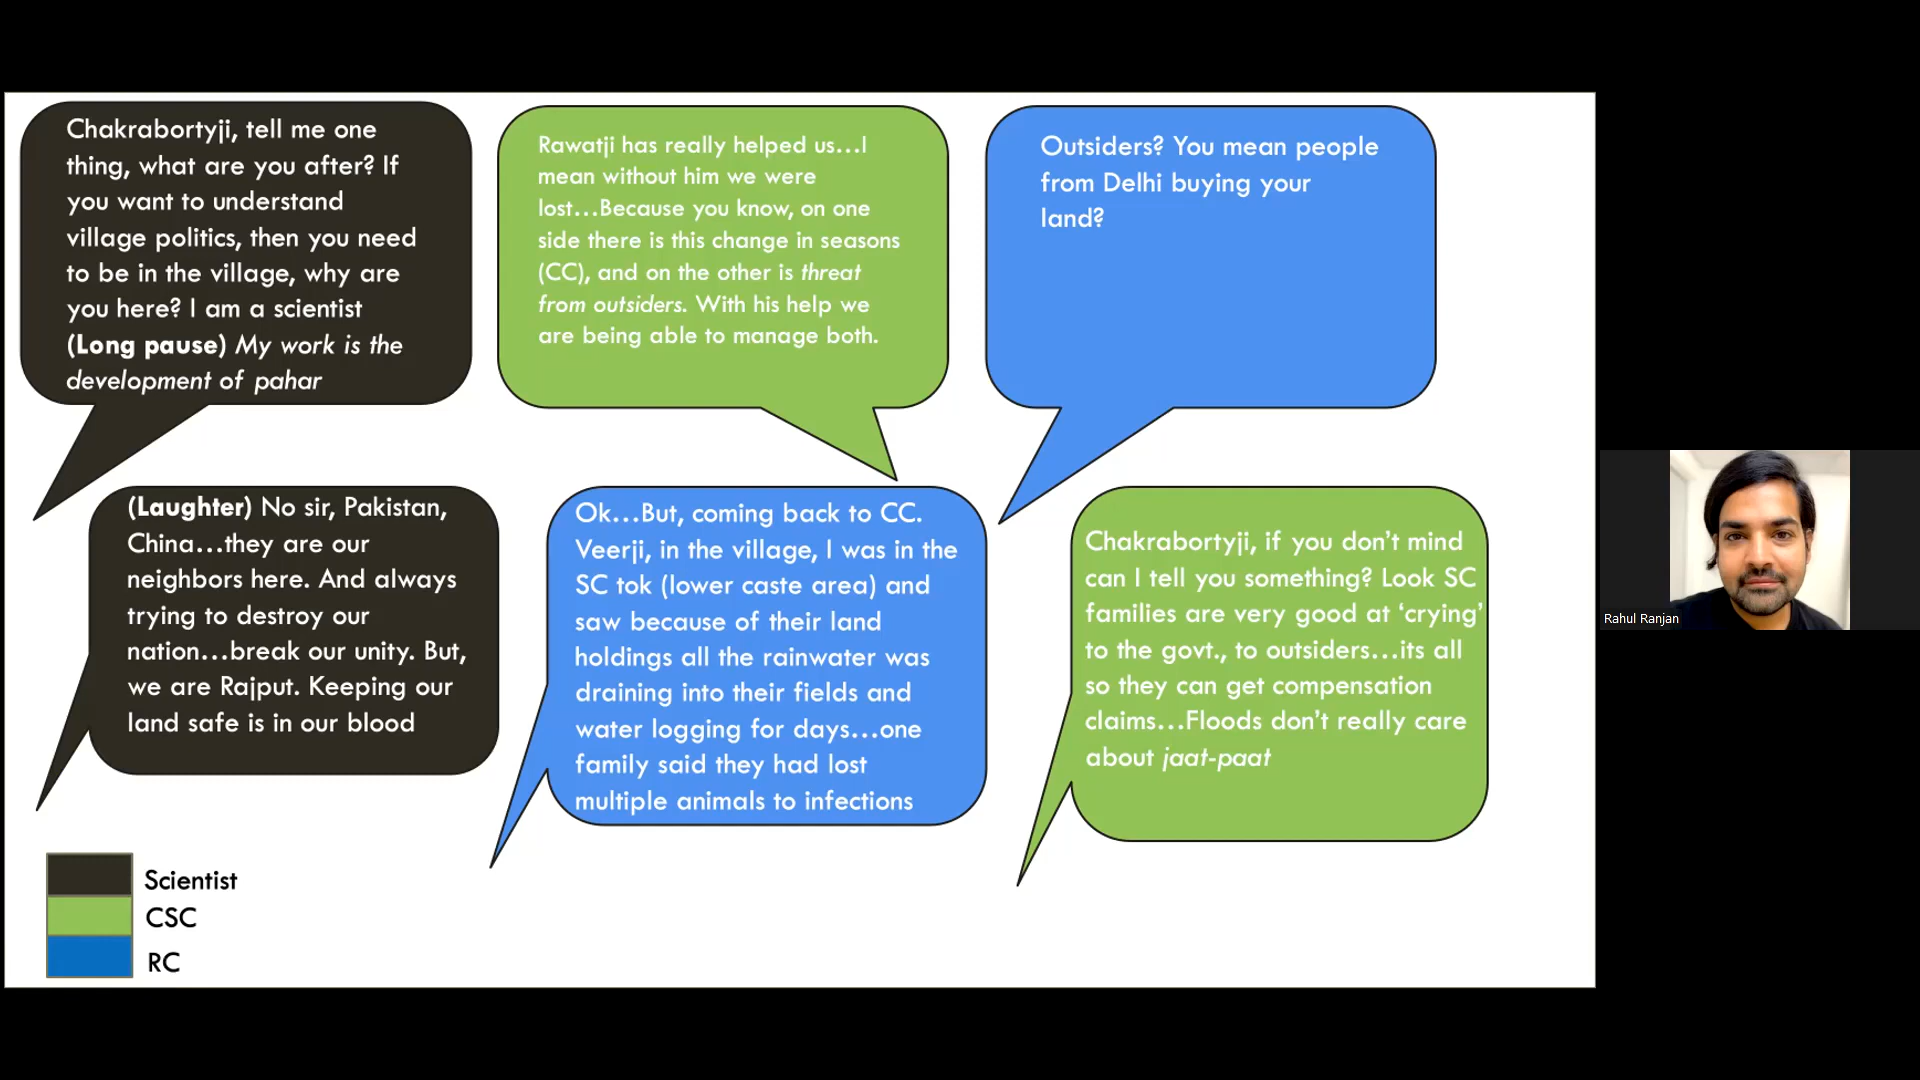 Chakrabortyji, tell me one
thing, what are you after? If
you want to understand
village politics, then you need
to be in the village, why are
you here? I am a scientist
(Long pause) My work is the
development of pahar
Rawatji has really helped us...I
mean without him we were
lost...Because you know, on one
side there is this change in seasons
(CC), and on the other is threat
from outsiders. With his help we
are being able to manage both.
Outsiders? You mean people
from Delhi buying your
land?
(Laughter) No sir, Pakistan,
China...they are our
neighbors here. And always
trying to destroy our
nation...break our unity. But,
we are Rajput. Keeping our
land safe is in our blood
Ok...But, coming back to CC.
Veerji, in the village, I was in the
SC tok (lower caste area) and
saw because of their land
holdings all the rainwater was
draining into their fields and
water logging for days...one
family said they had lost
multiple animals to infections
Chakrabortyji, if you don't mind
can I tell you something? Look SC
families are very good at 'crying'
to the govt., to outsiders...its all
so they can get compensation
claims...Floods don't really care
about jaat-paat
Scientist
CSC
RC
Rahul Ranjan